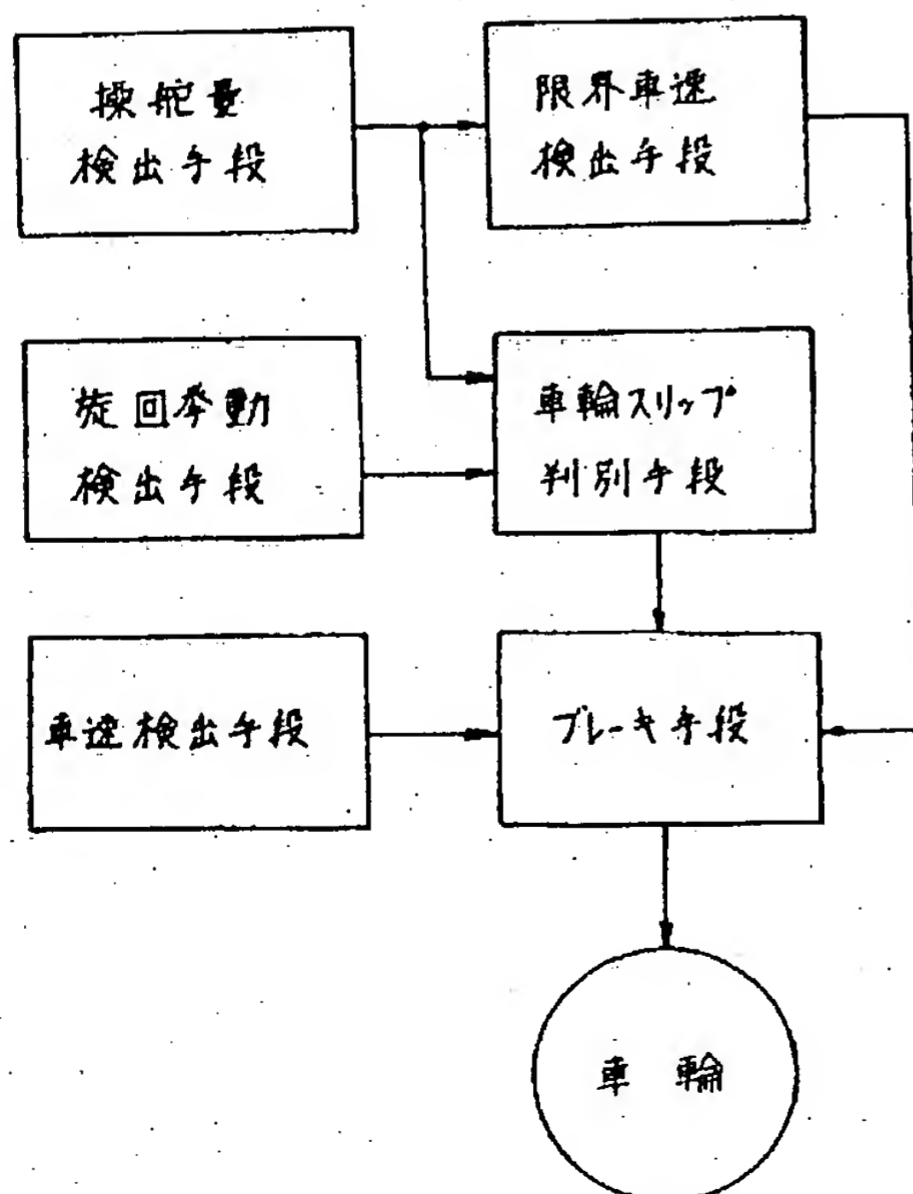 操舵量
検出手段
限界車速
検出手段
旋回挙動
検出手段
車輪スリップ
判別手段
車速検出手段
ブレーキ手段
車輪